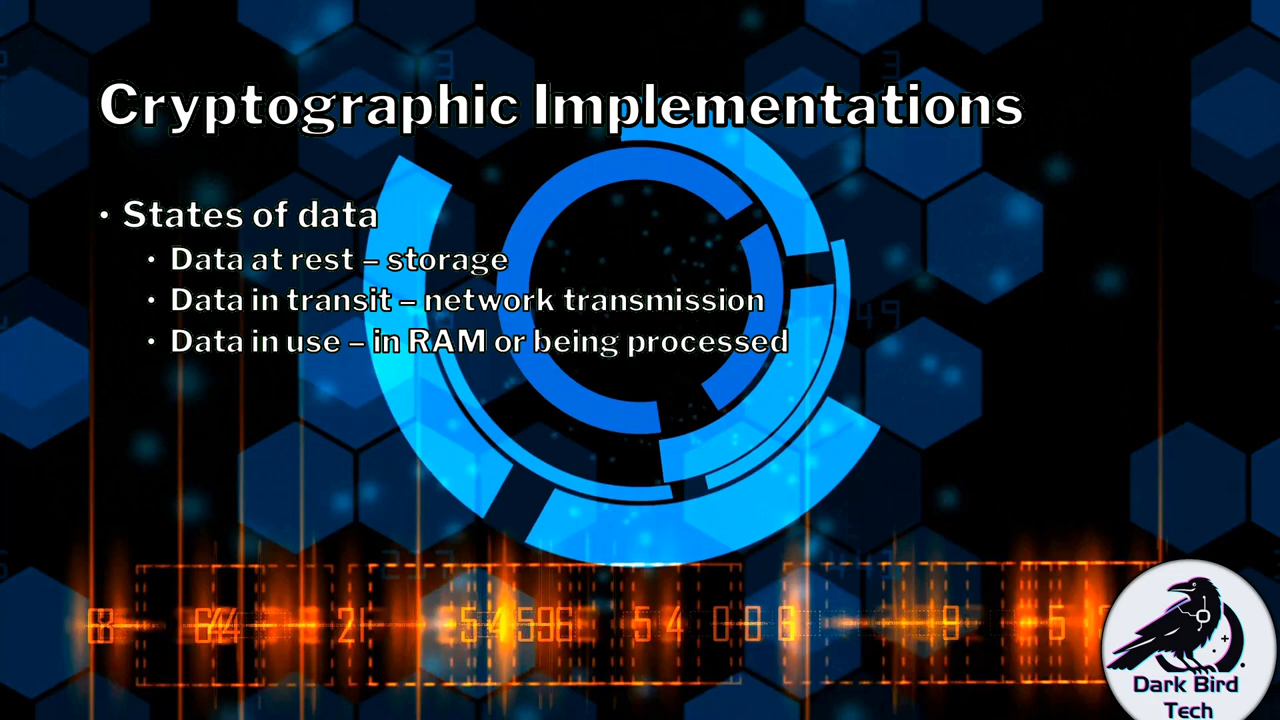 Cryptographic Implementations
• States of data
• Data at rest – storage
• Data in transit – network transmission
• Data in use – in RAM or being processed
Dark Bird
Tech